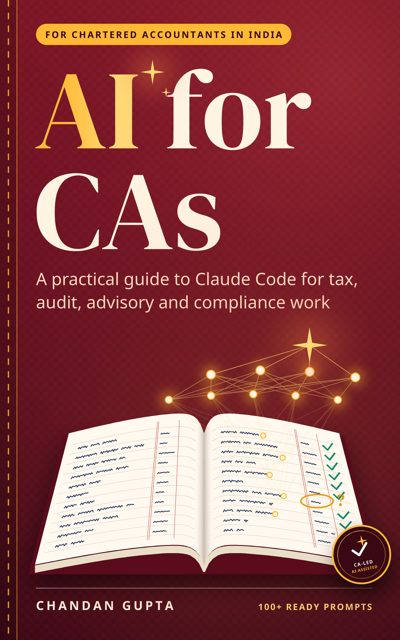 FOR CHARTERED ACCOUNTANTS IN INDIA
AI for
CAs
A practical guide to Claude Code for tax,
audit, advisory and compliance work
CA-LED
AI ASSISTED
CHANDAN GUPTA
100+ READY PROMPTS